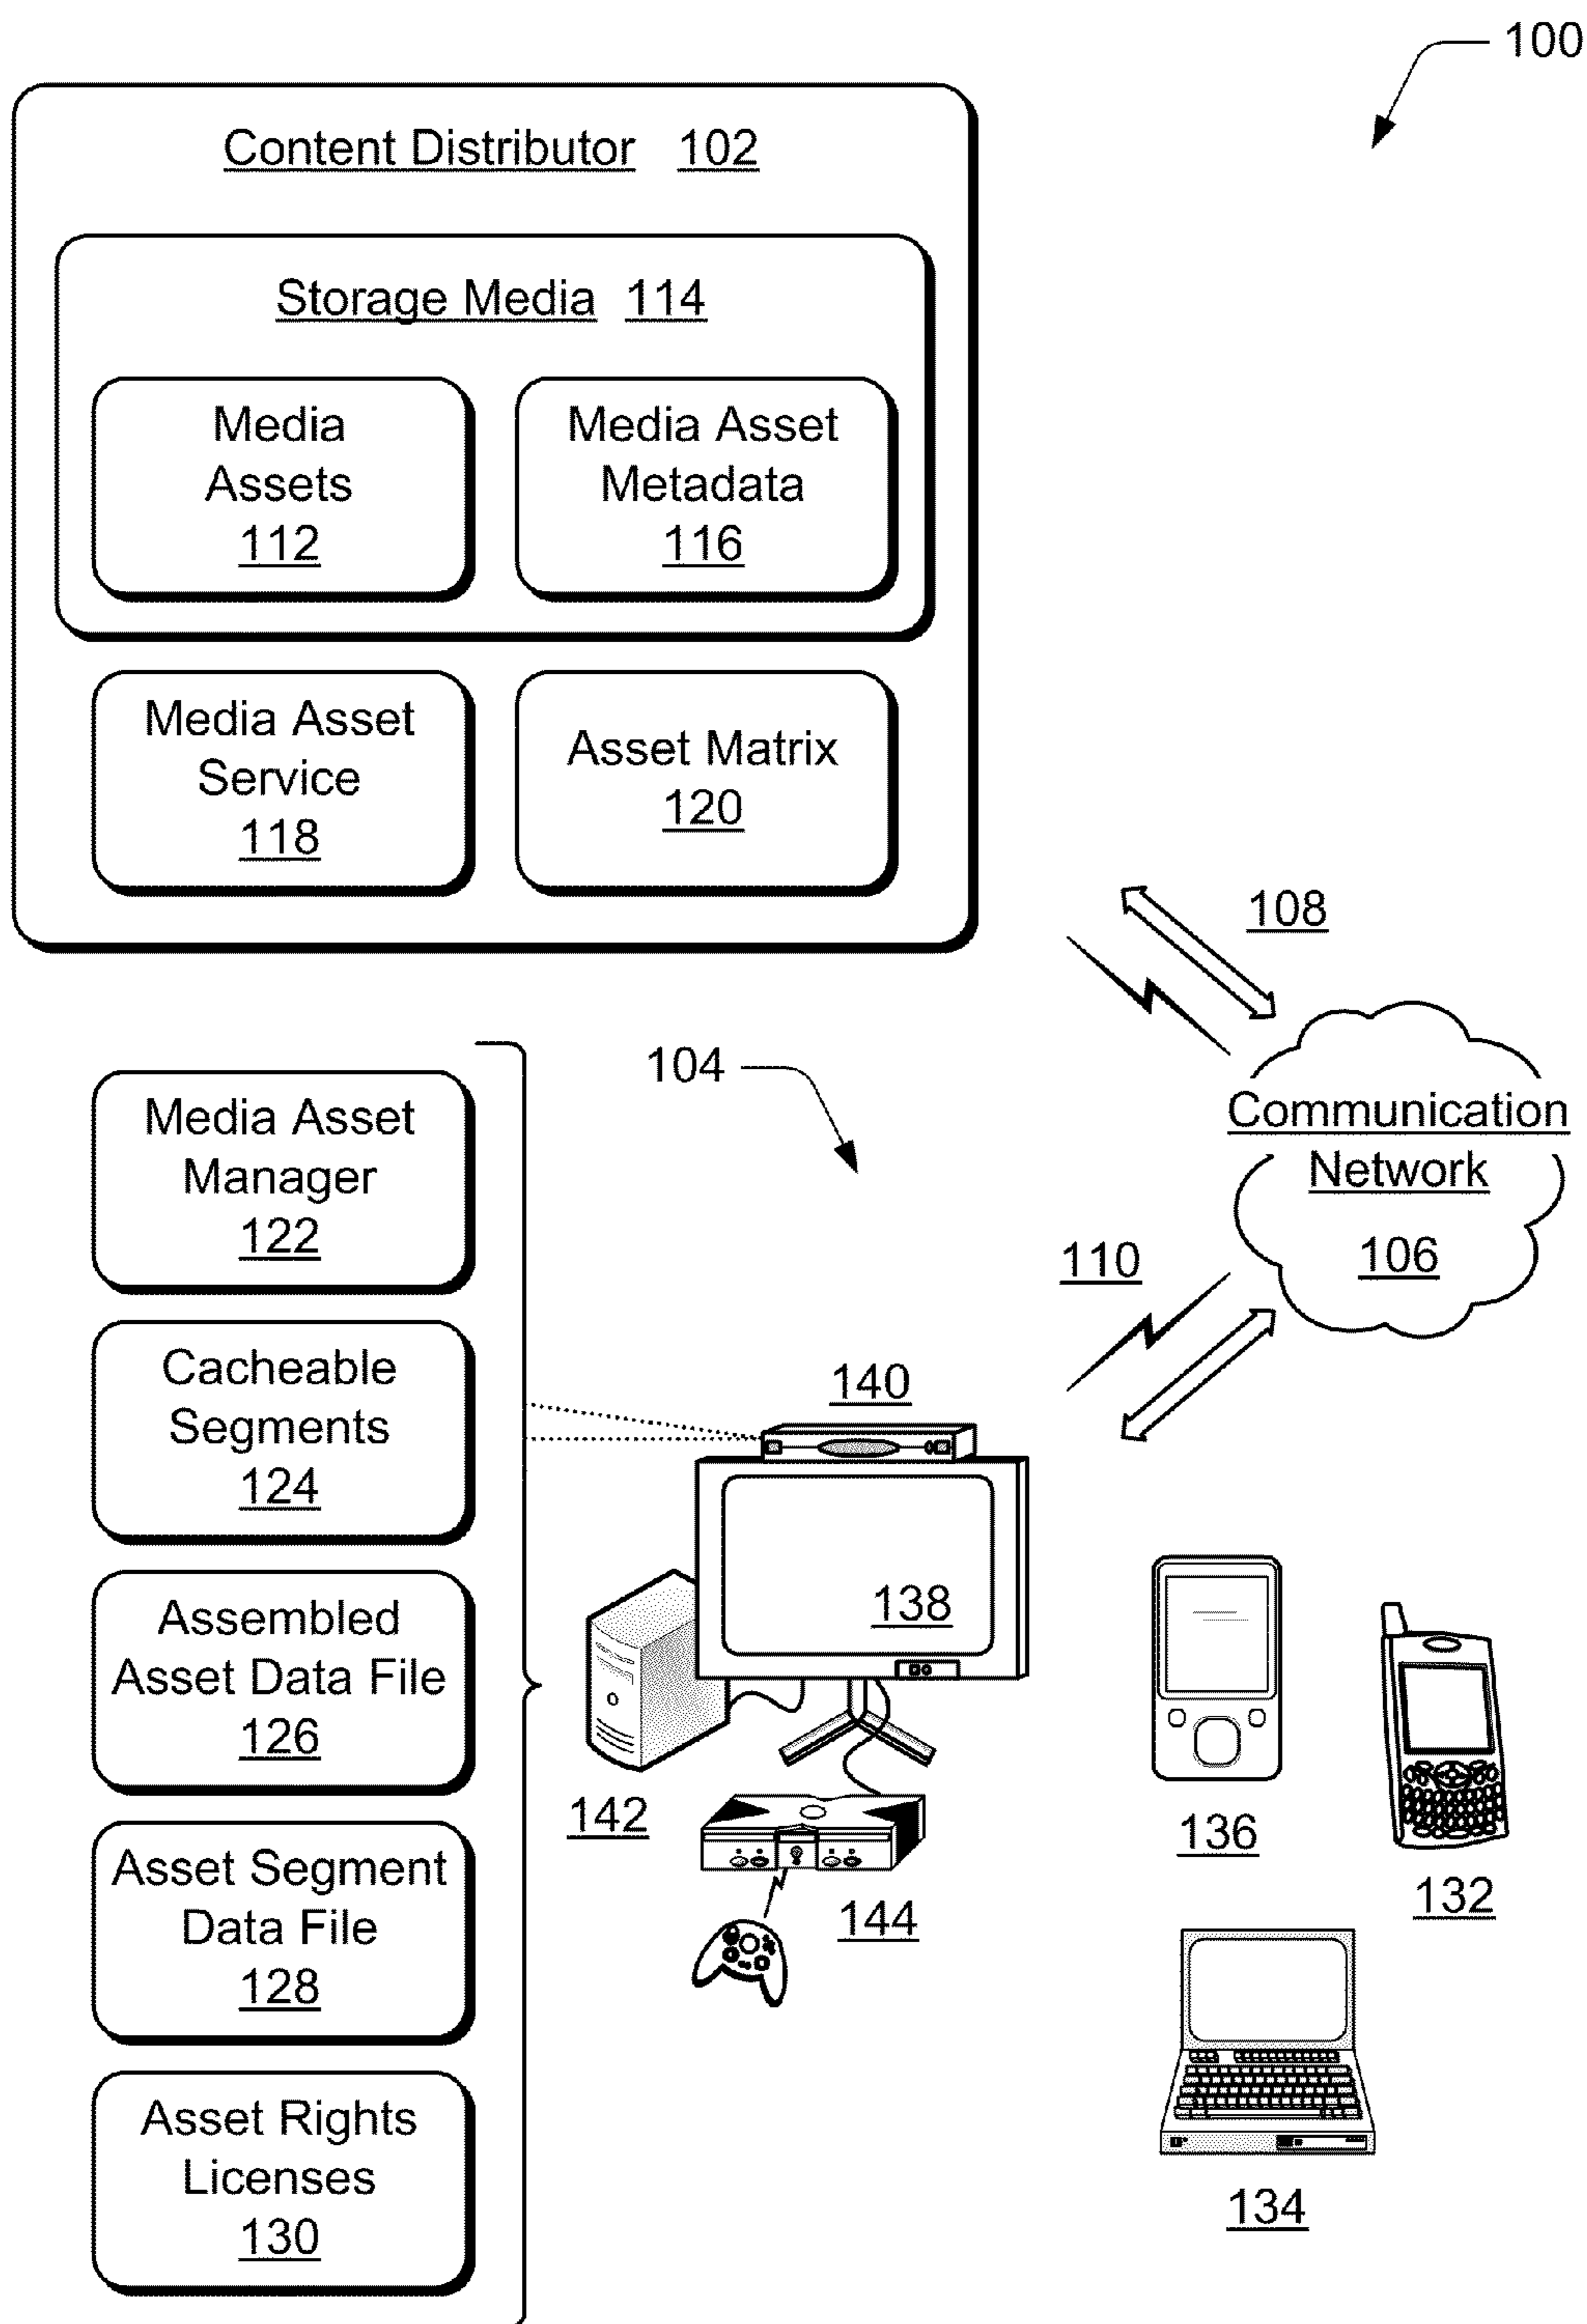 100
Content Distributor 102
Storage Media 114
Media
Assets
112
Media Asset
Metadata
116
Media Asset
Service
118
Asset Matrix
120
108
Communication
Network
106
104
110
Media Asset
Manager
122
Cacheable
Segments
124
Assembled
Asset Data File
126
Asset Segment
Data File
128
Asset Rights
Licenses
130
140
138
142
144
136
132
134